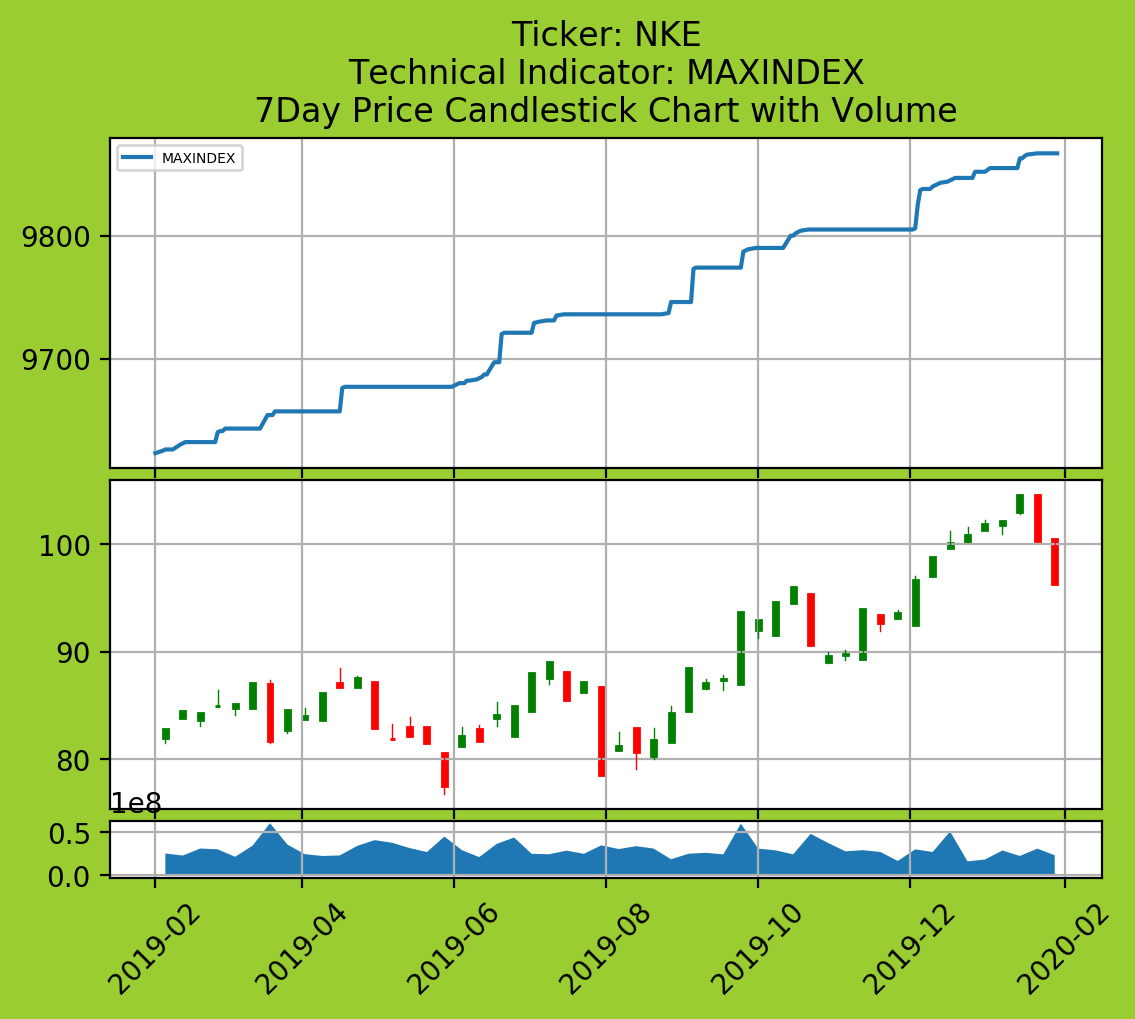 Ticker: NKE
Technical Indicator: MAXINDEX
7Day Price Candlestick Chart with Volume
MAXINDEX
9800
9700
100
90
80
1e8
0.5
0.0
2019-02
2019-04
2019-06
2019-08
2019-10
2019-12
2020-02